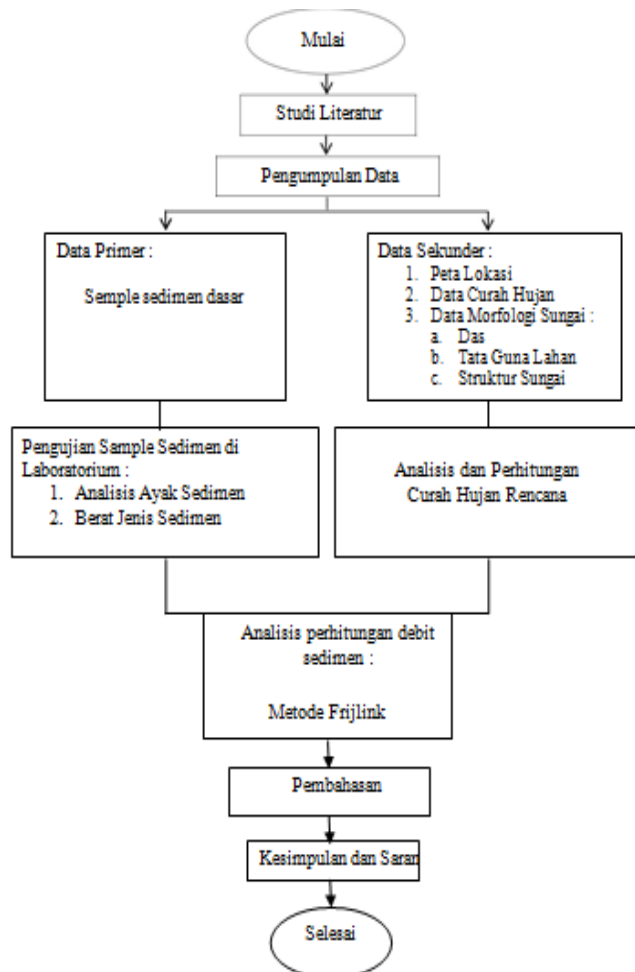 Mulai
Studi Literatur
Pengumpulan Data
Data Primer :
Semple sedimen dasar
Data Sekunder :
1. Peta Lokasi
2. Data Curah Hujan
3. Data Morfologi Sungai :
a. Das
b. Tata Guna Lahan
c. Struktur Sungai
Pengujian Sample Sedimen di
Laboratorium :
1. Analisis Ayak Sedimen
2. Berat Jenis Sedimen
Analisis dan Perhitungan
Curah Hujan Rencana
Analisis perhitungan debit
sedimen :
Metode Frijlink
Pembahasan
Kesimpulan dan Saran
Selesai